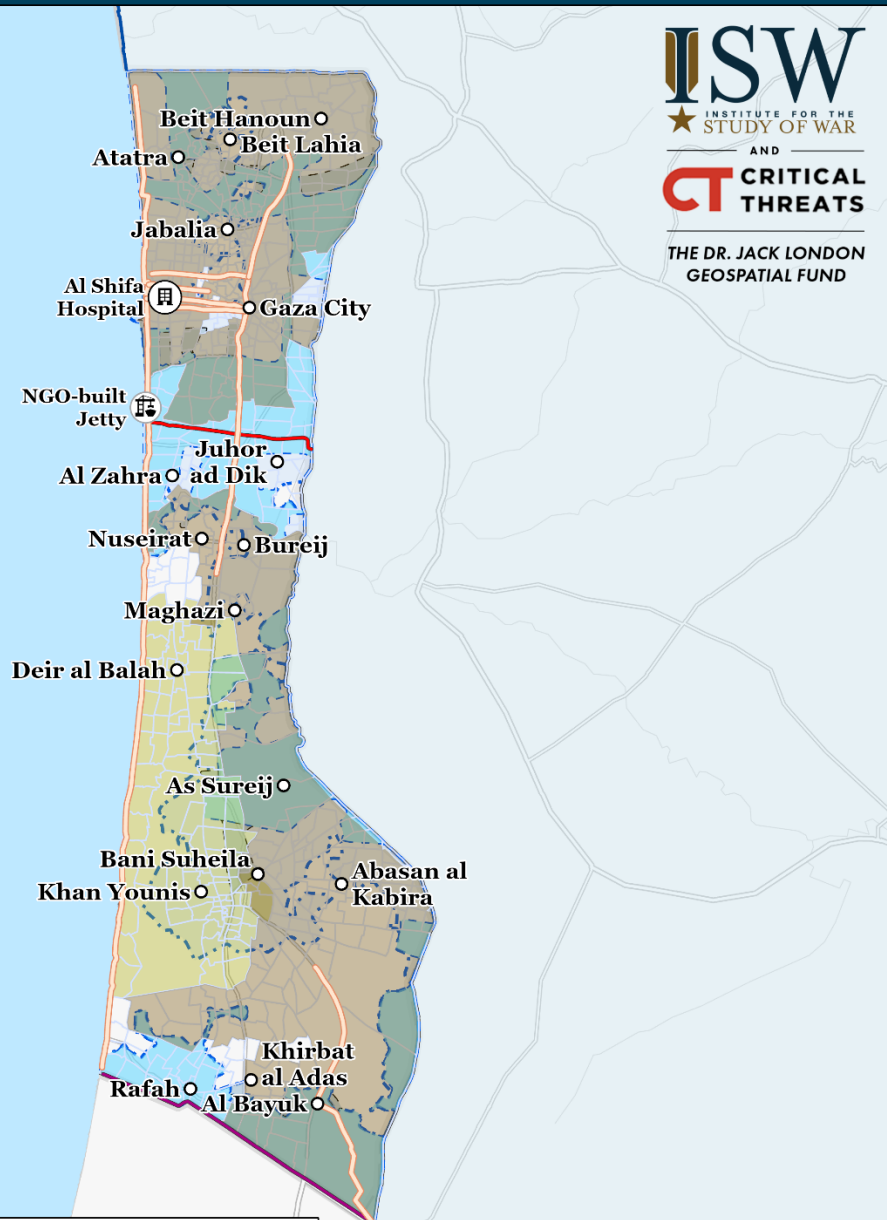 ISW
INSTITUTE FOR THE
STUDY OF WAR
AND
CT CRITICAL
THREATS
THE DR. JACK LONDON
GEOSPATIAL FUND
Beit Hanoun
Beit Lahia
Atatra
Jabalia
Al Shifa
Hospital
Gaza City
NGO-built
Jetty
Juhor
ad Dik
Al Zahra
Nuseirat
Bureij
Maghazi
Deir al Balah
As Sureij
Bani Suheila
Abasan al
Kabira
Khan Younis
Khirbat
al Adas
Rafah
Al Bayuk